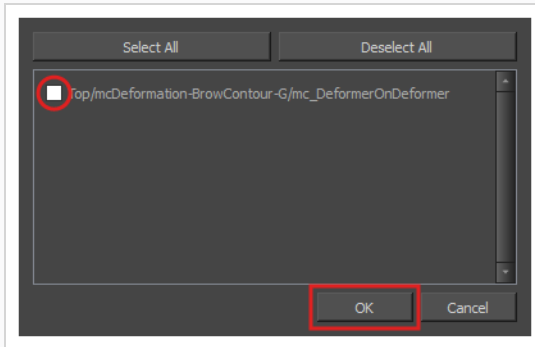 Select All
Deselect All
Top/mcDeformation-BrowContour-G/mc_DeformerOnDeformer
OK
Cancel